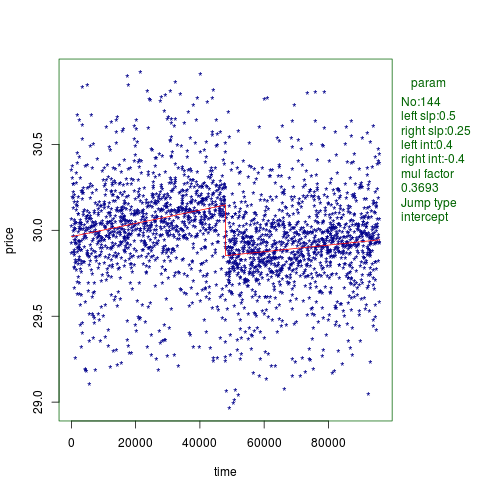 param
No:144
left slp:0.5
right slp:0.25
left int:0.4
right int:-0.4
mul factor
0.3693
Jump type
intercept
30.5
30.0
29.5
29.0
price
0
20000
40000
60000
80000
time